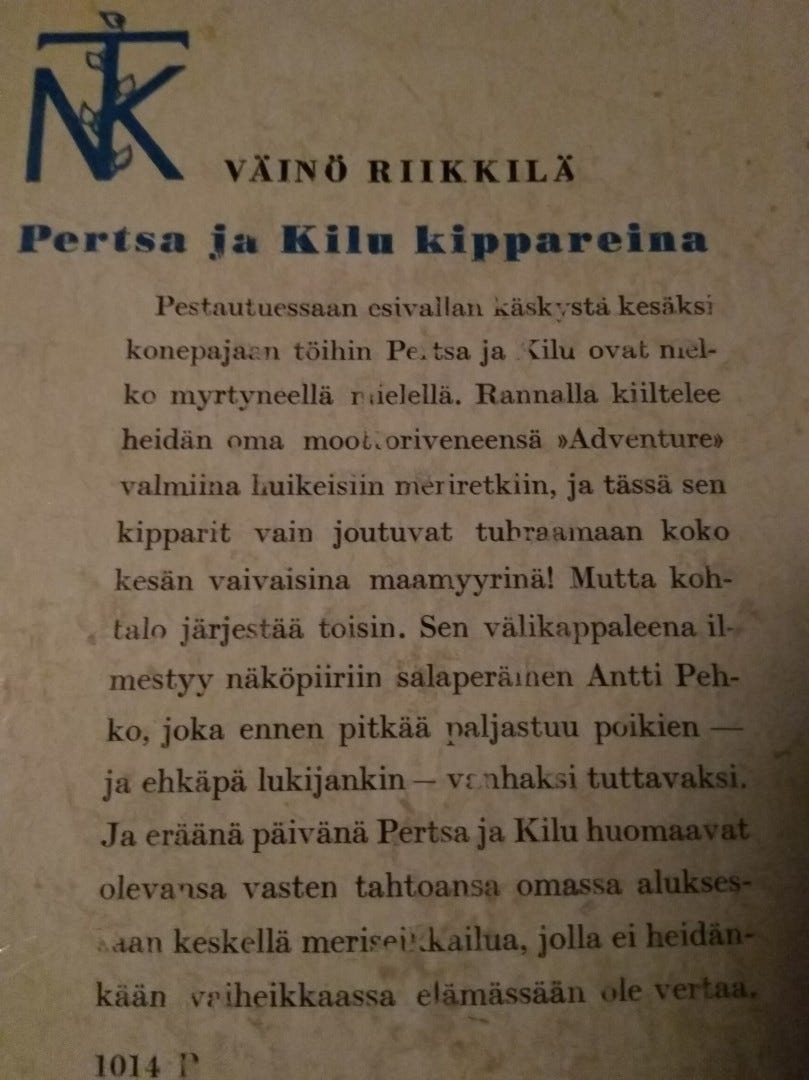 NTK
VÄINÖ RIIKKILÄ
Pertsa ja Kilu kippareina
Pestautuessaan esivallan käskystä kesäksi
konepajaan töihin Pertsa ja Kilu ovat mel-
ko myrtyneellä mielellä. Rannalla kiiltelee
heidän oma moottoriveneensä »Adventure»
valmiina huikeisiin meriretkiin, ja tässä sen
kipparit vain joutuvat tuhraamaan koko
kesän vaivaisina maamyyrinä! Mutta koh-
talo järjestää toisin. Sen välikappaleena il-
mestyy näköpiiriin salaperäinen Antti Peh-
ko, joka ennen pitkää paljastuu poikien —
ja ehkäpä lukijankin — vanhaksi tuttavaksi.
Ja eräänä päivänä Pertsa ja Kilu huomaavat
olevansa vasten tahtoansa omassa alukses-
saan keskellä meriseikkailua, jolla ei heidän-
kään vaiheikkaassa elämässään ole vertaa.
1014 P